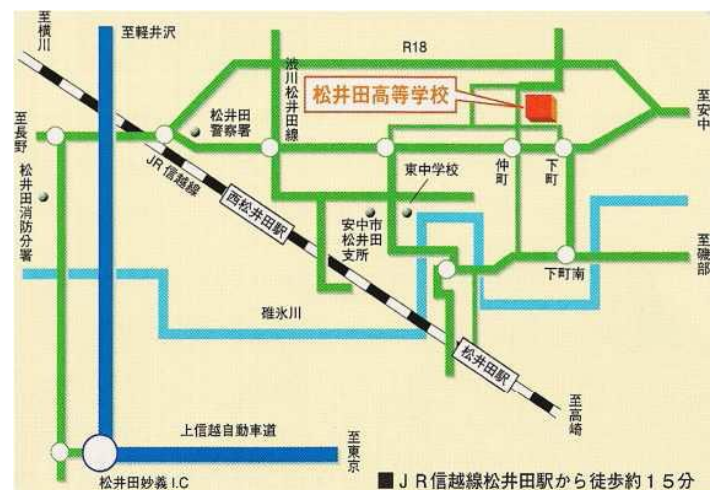 至横川
至軽井沢
R18
渋川松井田線
松井田高等学校
至安中
至長野
松井田
警察署
仲町
下町
JR信越線
東中学校
松井田消防分署
西松井田駅
安中市
松井田
支所
下町南
至磯部
碓氷川
松井田駅
至高崎
上信越自動車道
至東京
松井田妙義I.C
■JR信越線松井田駅から徒歩約15分